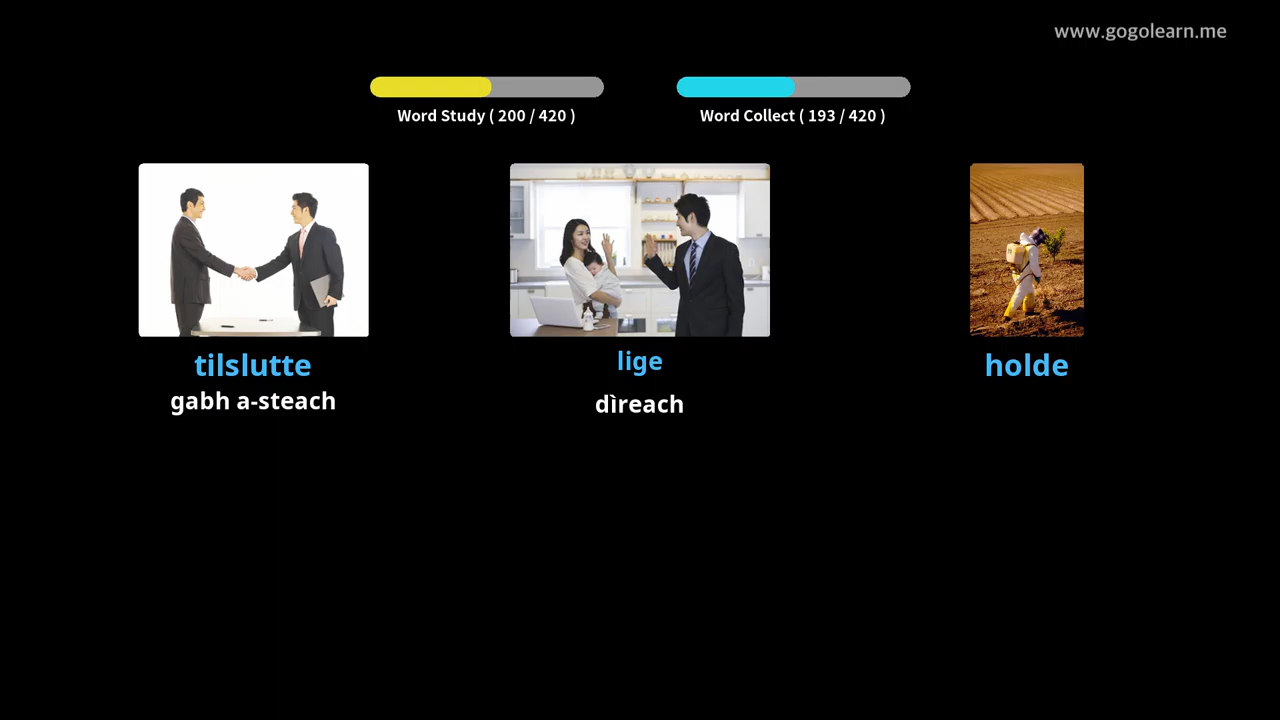 www.gogolearn.me
Word Study ( 200 / 420 )
Word Collect ( 193 / 420 )
tilslutte
gabh a-steach
lige
dìreach
holde